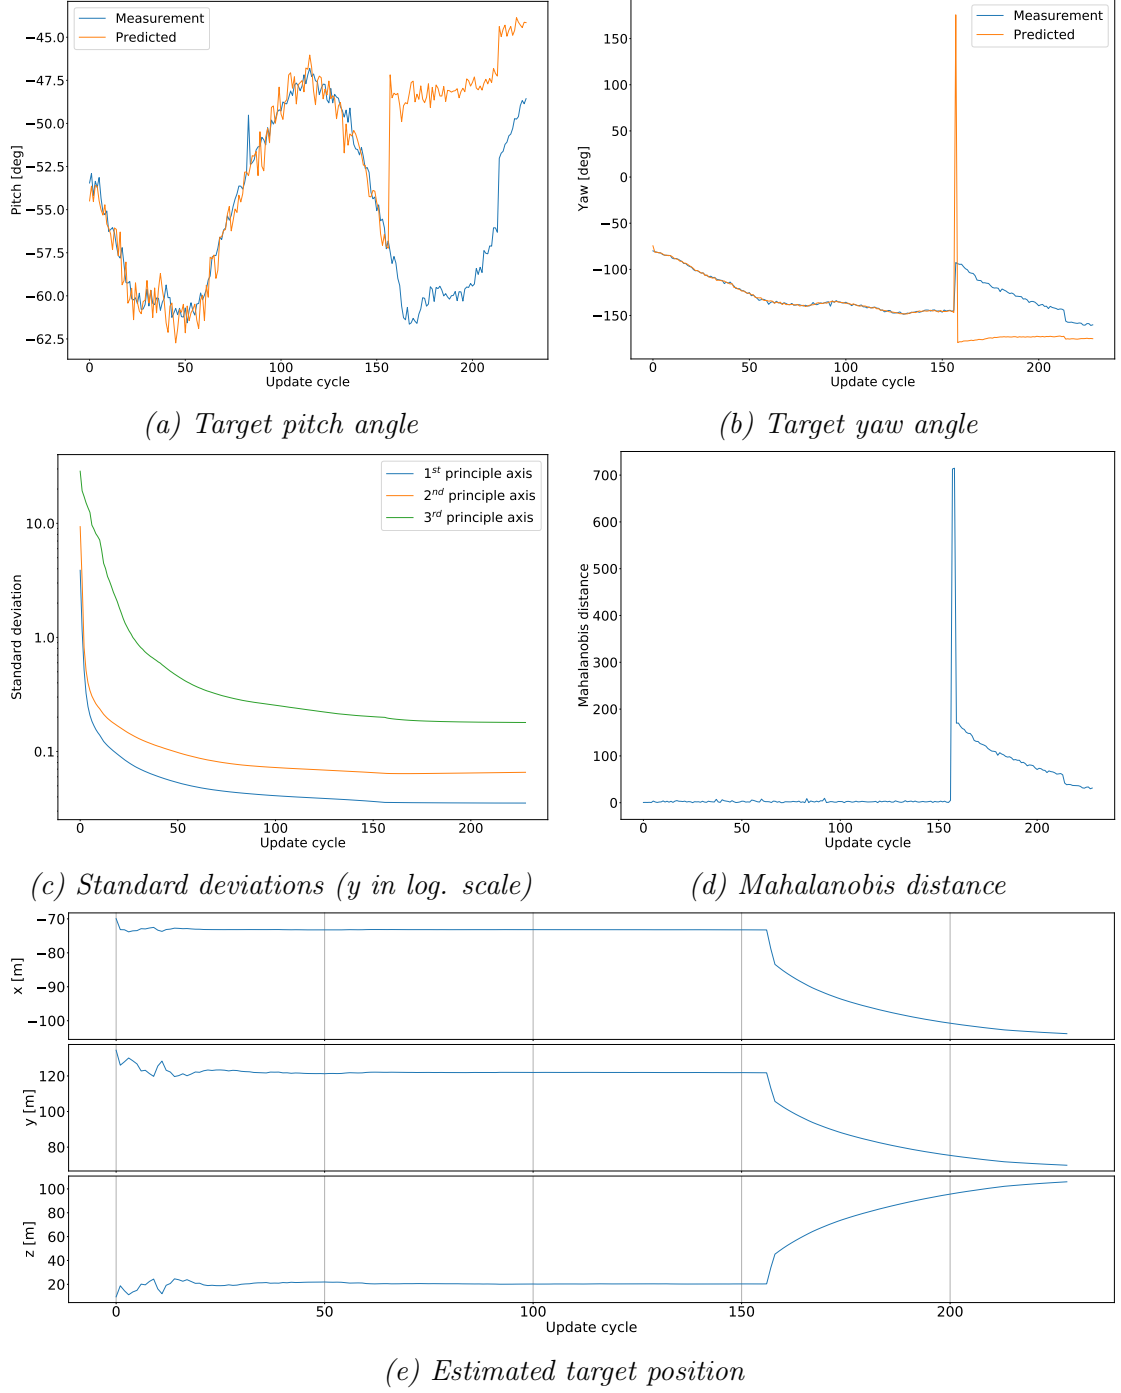 Measurement
Predicted
−45.0
−47.5
−50.0
−52.5
−55.0
−57.5
−60.0
−62.5
Pitch [deg]
0 50 100 150 200
Update cycle
(a) Target pitch angle
Measurement
Predicted
150
100
50
0
−50
−100
−150
Yaw [deg]
0 50 100 150 200
Update cycle
(b) Target yaw angle
1st principle axis
2nd principle axis
3rd principle axis
10.0
1.0
0.1
Standard deviation
0 50 100 150 200
Update cycle
(c) Standard deviations (y in log. scale)
700
600
500
400
300
200
100
0
Mahalanobis distance
0 50 100 150 200
Update cycle
(d) Mahalanobis distance
−70
−80
−90
−100
x [m]
120
100
80
y [m]
100
80
60
40
20
z [m]
0 50 100 150 200
Update cycle
(e) Estimated target position